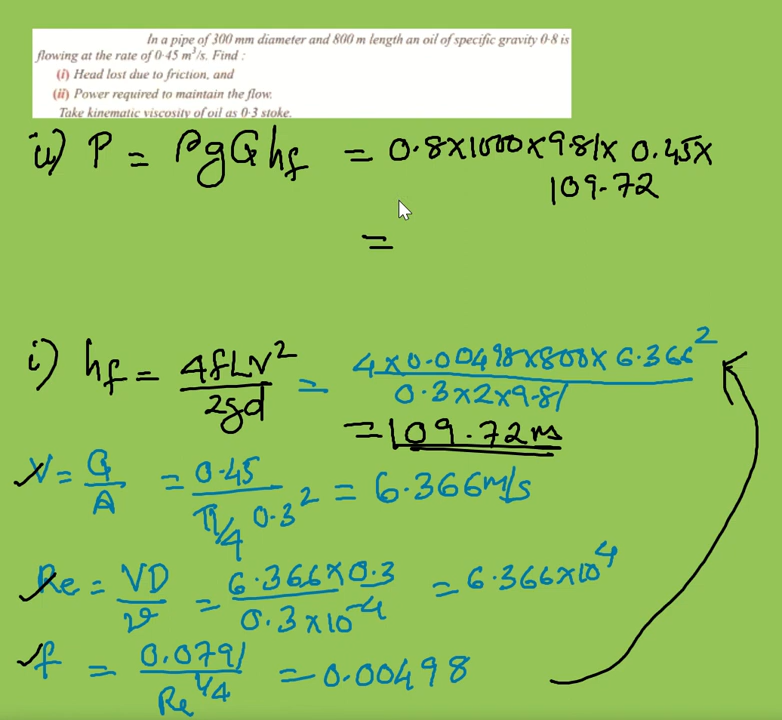 In a pipe of 300 mm diameter and 800 m length an oil of specific gravity 0·8 is
flowing at the rate of 0·45 m³/s. Find :
(i) Head lost due to friction, and
(ii) Power required to maintain the flow.
Take kinematic viscosity of oil as 0·3 stoke.
ii) P = ρgQhf = 0.8×1000×9.81× 0.45×
109.72
=
i) hf = 4fLV²/2gd = 4×0.00498×800×6.366²/0.3×2×9.81
= 109.72m
V = Q/A = 0.45/π/4 0.3² = 6.366m/s
Re = VD/ν = 6.366×0.3/0.3×10⁻⁴ = 6.366×10⁴
f = 0.0791/Re^1/4 = 0.00498